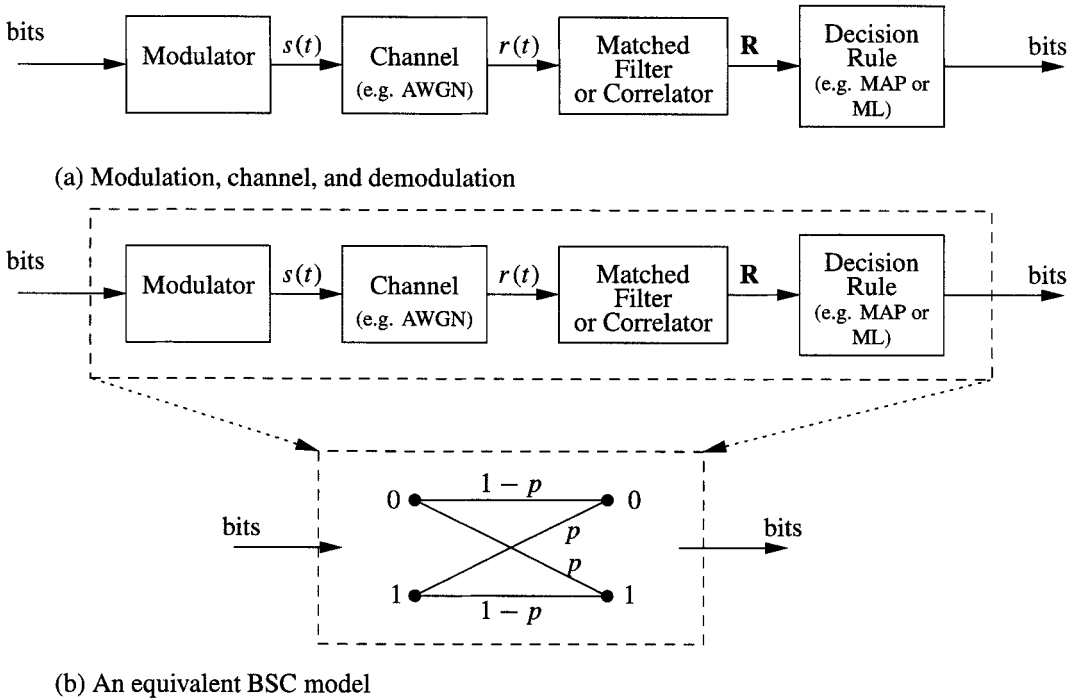 bits
Modulator
s(t)
Channel
(e.g. AWGN)
r(t)
Matched
Filter
or Correlator
R
Decision
Rule
(e.g. MAP or
ML)
bits
(a) Modulation, channel, and demodulation
bits
Modulator
s(t)
Channel
(e.g. AWGN)
r(t)
Matched
Filter
or Correlator
R
Decision
Rule
(e.g. MAP or
ML)
bits
bits
0
1 − p
0
p
p
1
1 − p
1
bits
(b) An equivalent BSC model